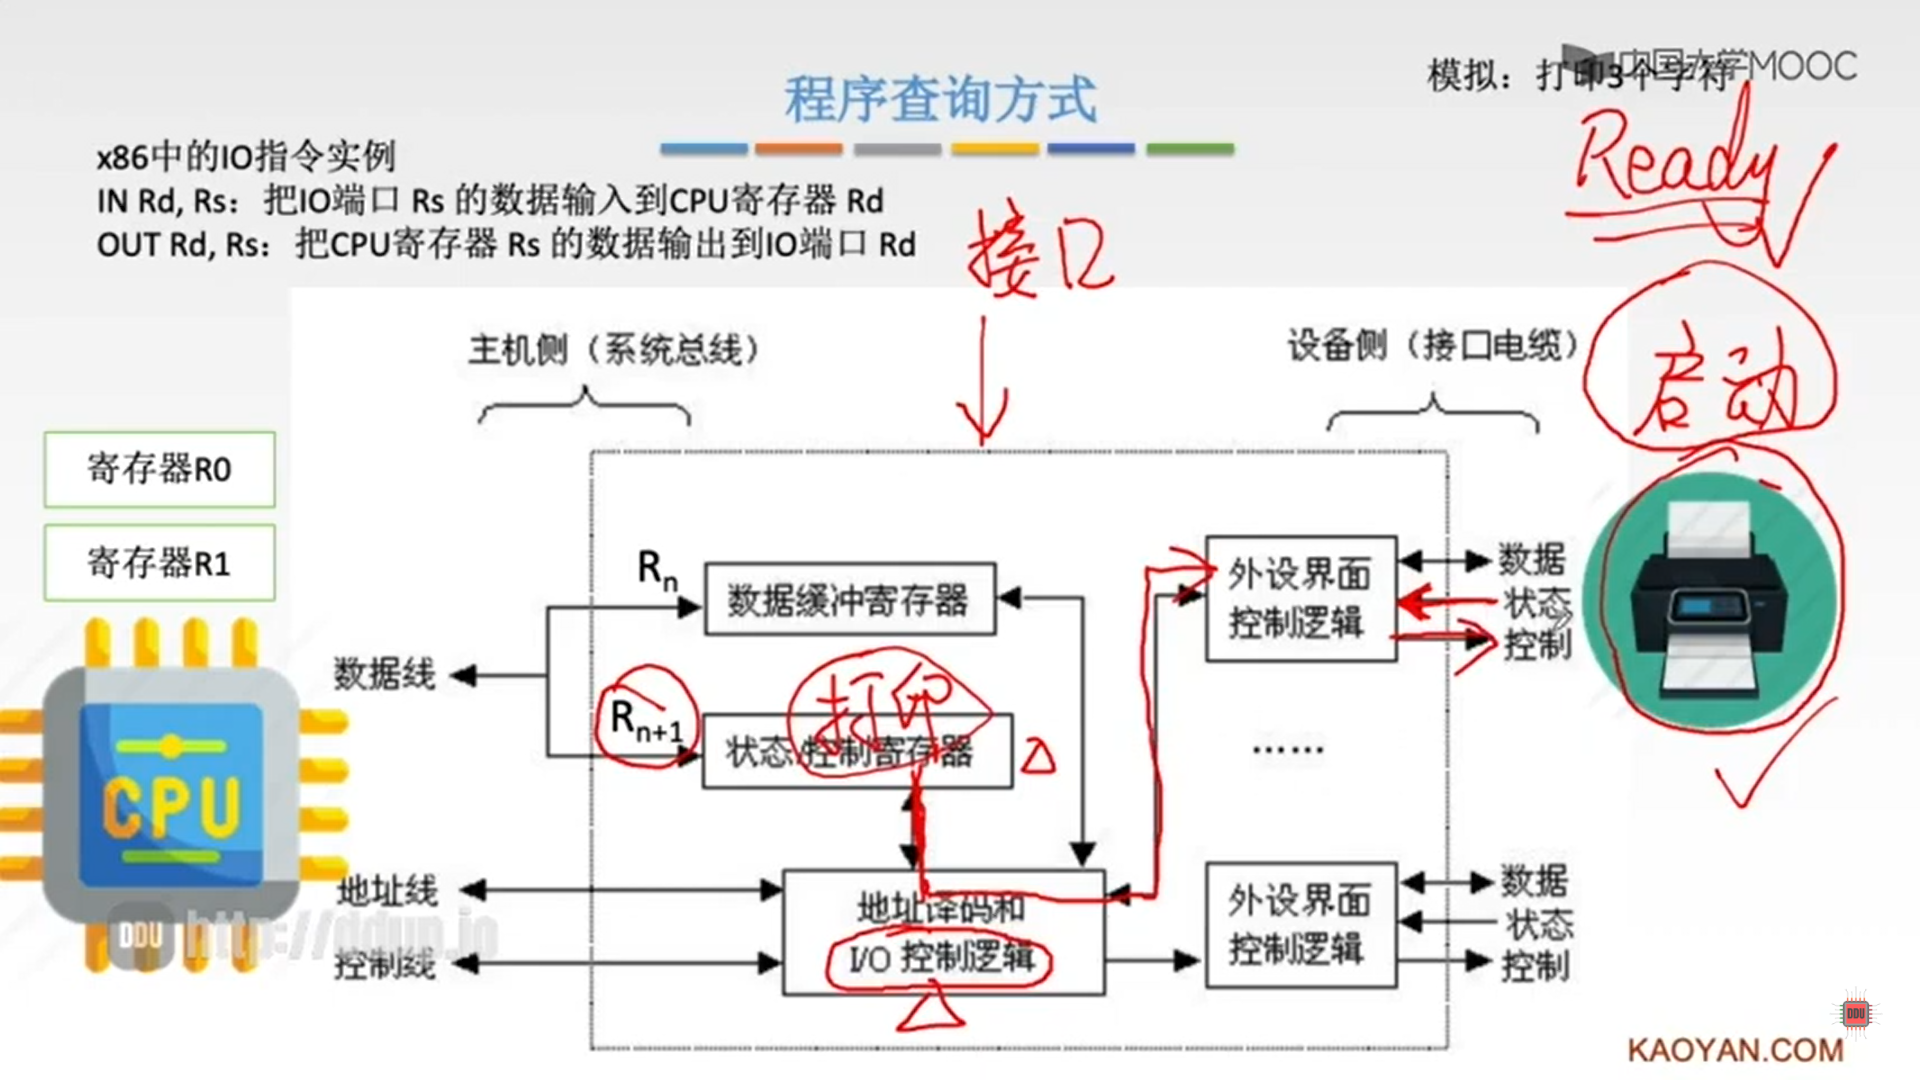 中国大学MOOC
模拟：打印3个字符
程序查询方式
Ready
x86中的IO指令实例
IN Rd, Rs：把IO端口 Rs 的数据输入到CPU寄存器 Rd
OUT Rd, Rs：把CPU寄存器 Rs 的数据输出到IO端口 Rd
接口
主机侧（系统总线）
设备侧（接口电缆）
启动
寄存器R0
寄存器R1
Rn
数据缓冲寄存器
外设界面
控制逻辑
数据
状态
控制
数据线
Rn+1
打印
状态/控制寄存器
······
CPU
地址线
控制线
地址译码和
I/O 控制逻辑
外设界面
控制逻辑
数据
状态
控制
DDU http://ddup.io
DDU
KAOYAN.COM